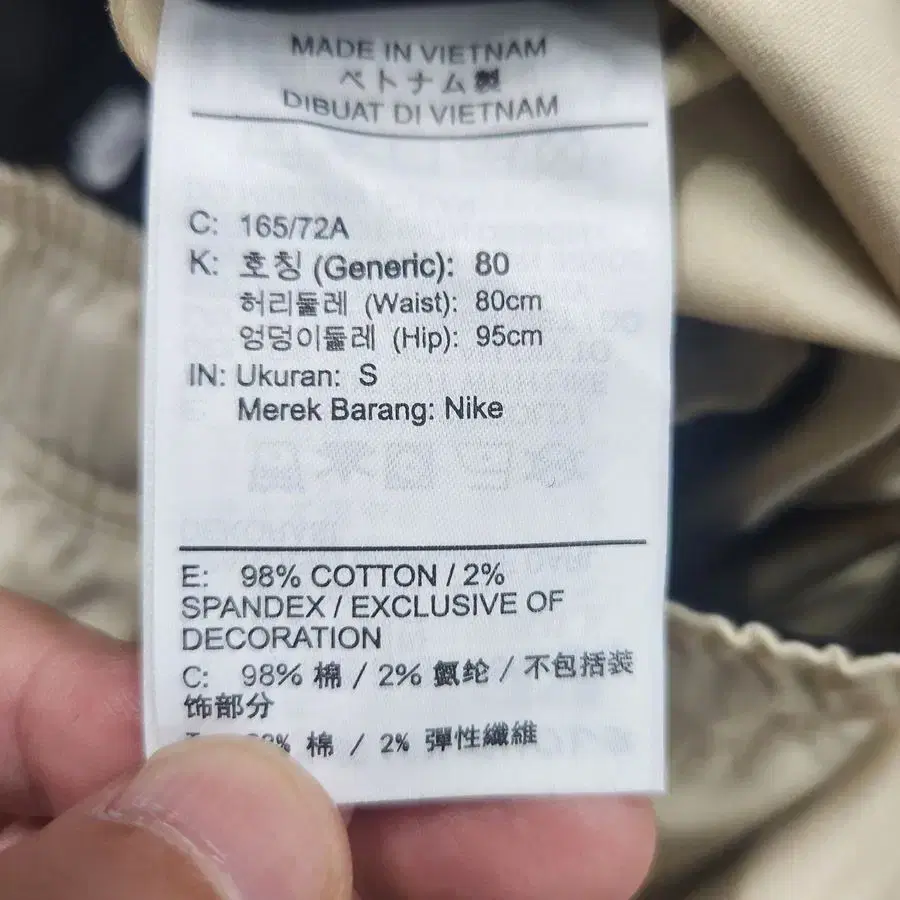 MADE IN VIETNAM
ベトナム製
DIBUAT DI VIETNAM
C: 165/72A
K: 호칭 (Generic): 80
허리둘레 (Waist): 80cm
엉덩이둘레 (Hip): 95cm
IN: Ukuran: S
Merek Barang: Nike
E: 98% COTTON / 2%
SPANDEX / EXCLUSIVE OF
DECORATION
C: 98% 棉 / 2% 氨纶 / 不包括装
饰部分
% 棉 / 2% 彈性纖維